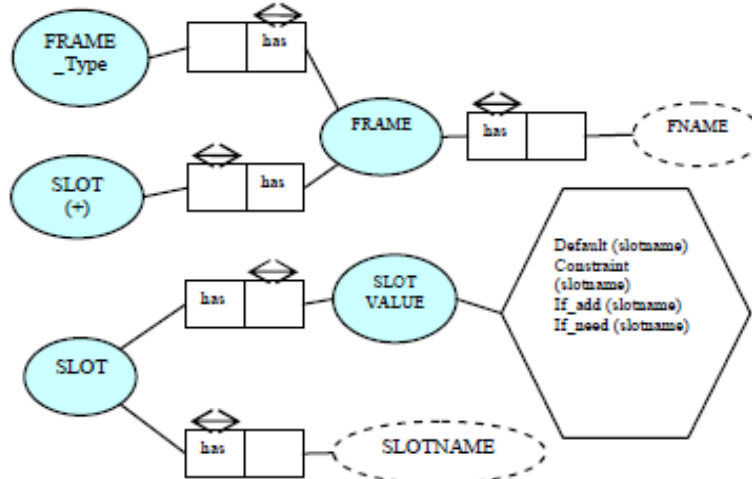 FRAME
_Type
has
SLOT
(+)
has
FRAME
has
FNAME
SLOT
has
SLOT
VALUE
Default (slotname)
Constraint
(slotname)
If_add (slotname)
If_need (slotname)
has
SLOTNAME